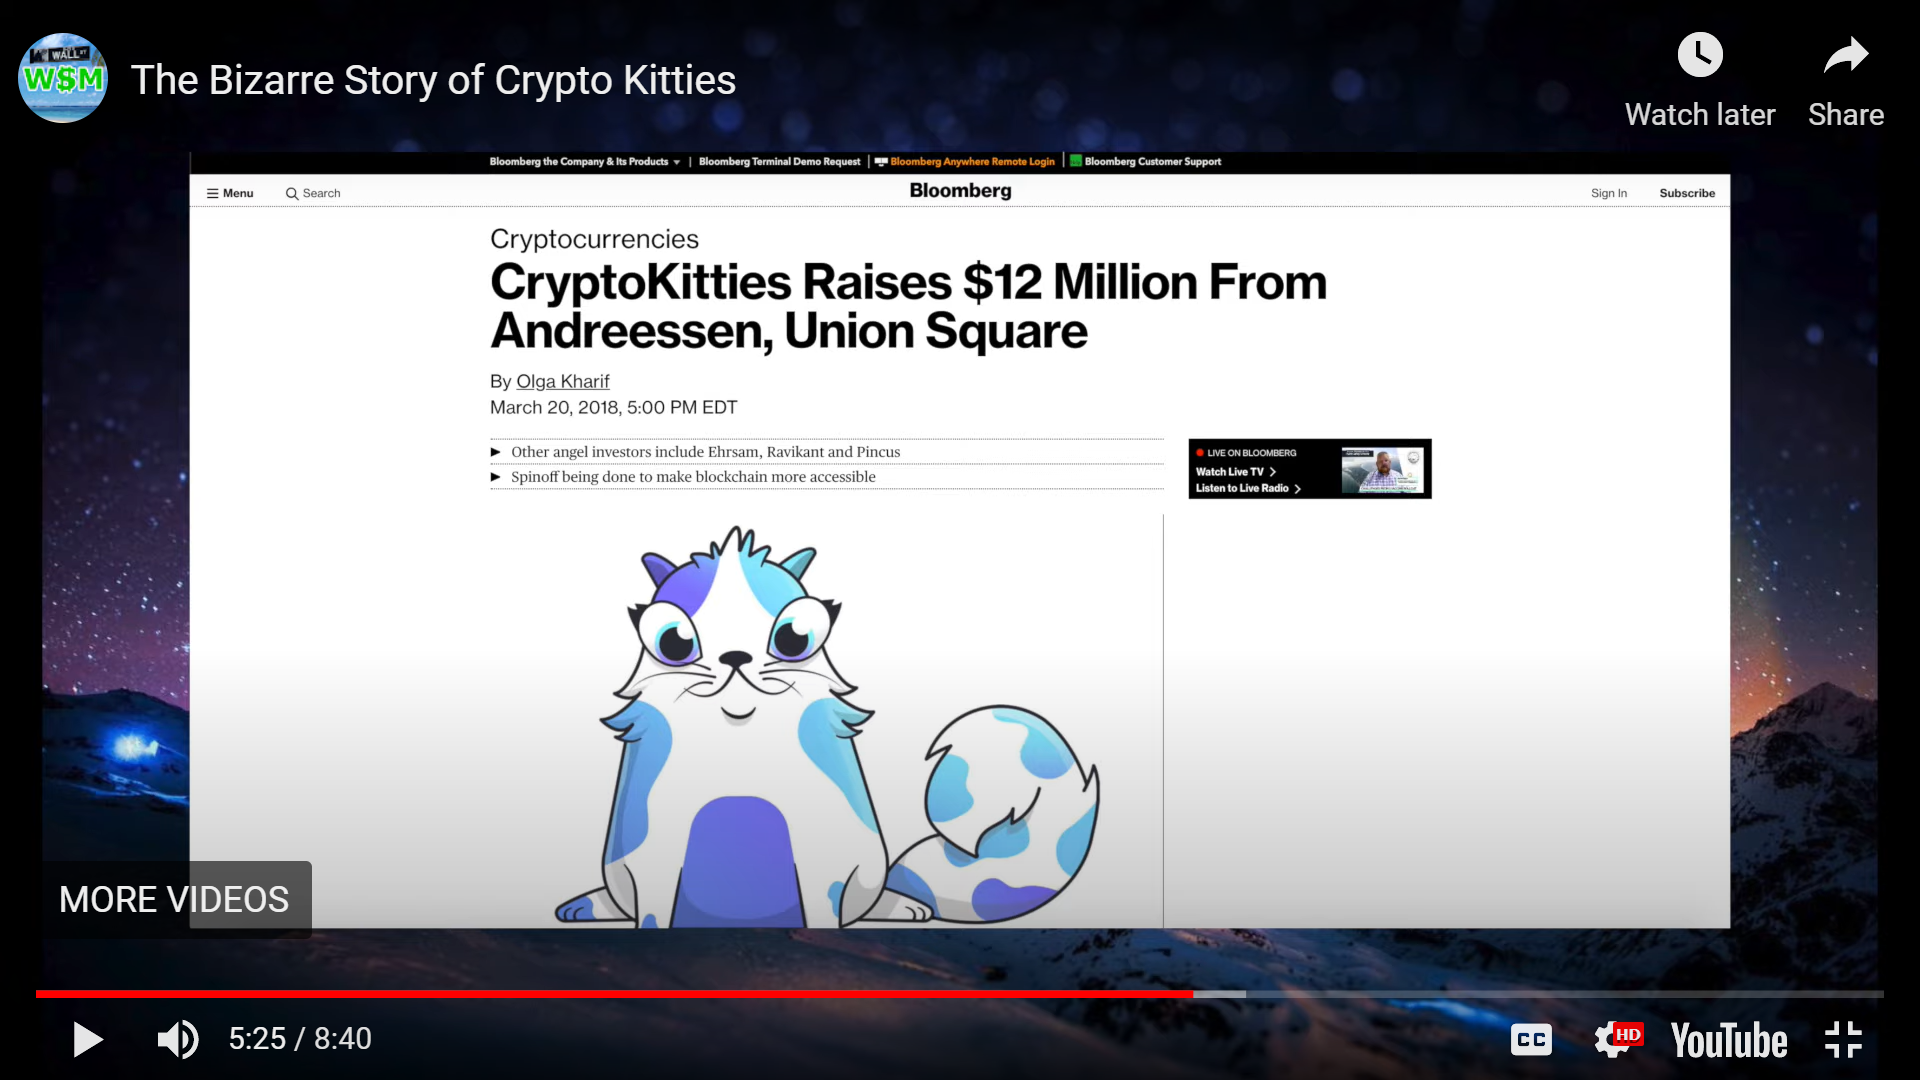 WALL ST
W$M
The Bizarre Story of Crypto Kitties
Watch later
Share
Bloomberg the Company & Its Products
Bloomberg Terminal Demo Request
Bloomberg Anywhere Remote Login
Bloomberg Customer Support
Menu
Search
Bloomberg
Sign In
Subscribe
Cryptocurrencies
CryptoKitties Raises $12 Million From
Andreessen, Union Square
By Olga Kharif
March 20, 2018, 5:00 PM EDT
Other angel investors include Ehrsam, Ravikant and Pincus
Spinoff being done to make blockchain more accessible
LIVE ON BLOOMBERG
Watch Live TV
Listen to Live Radio
MORE VIDEOS
5:25 / 8:40
CC
HD
YouTube